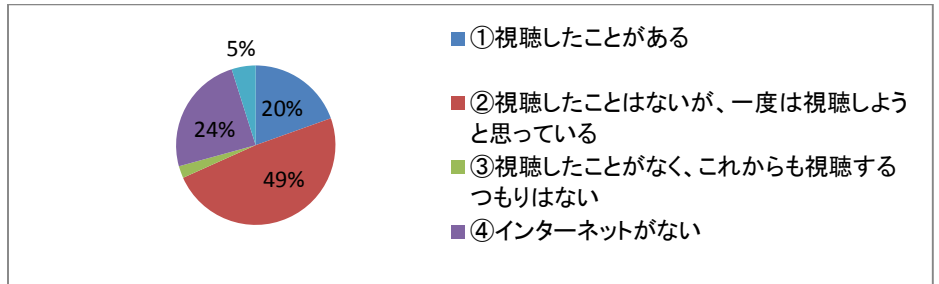 5%
20%
24%
49%
①視聴したことがある
②視聴したことはないが、一度は視聴しよう
と思っている
③視聴したことがなく、これからも視聴する
つもりはない
④インターネットがない